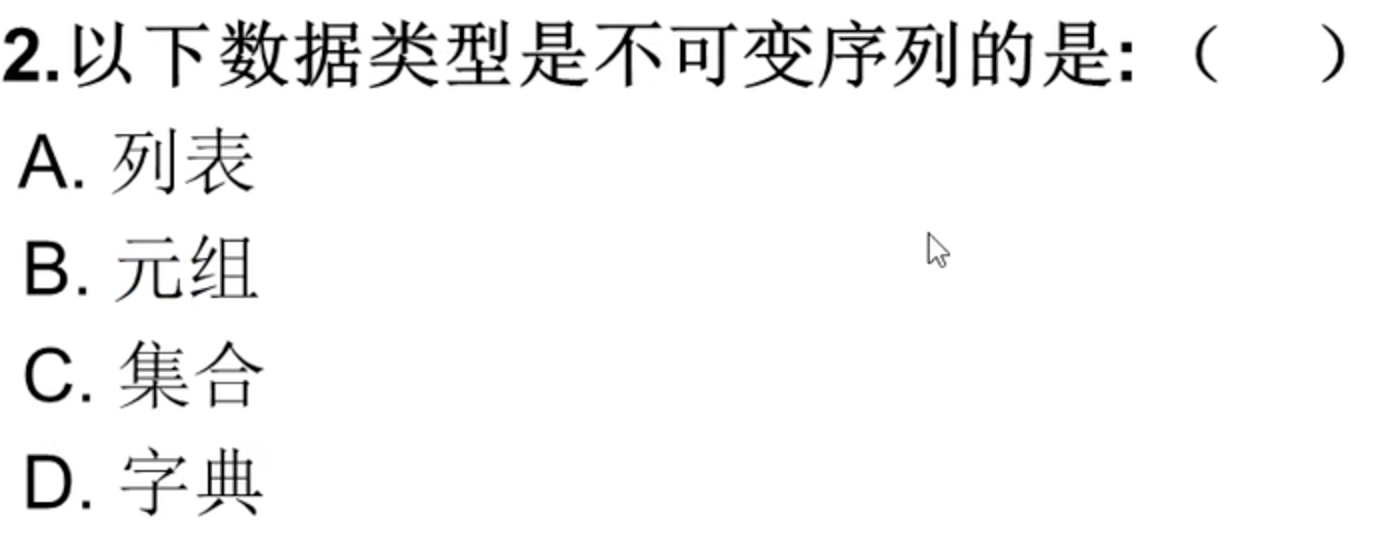 2.以下数据类型是不可变序列的是:（    ）
A. 列表
B. 元组
C. 集合
D. 字典